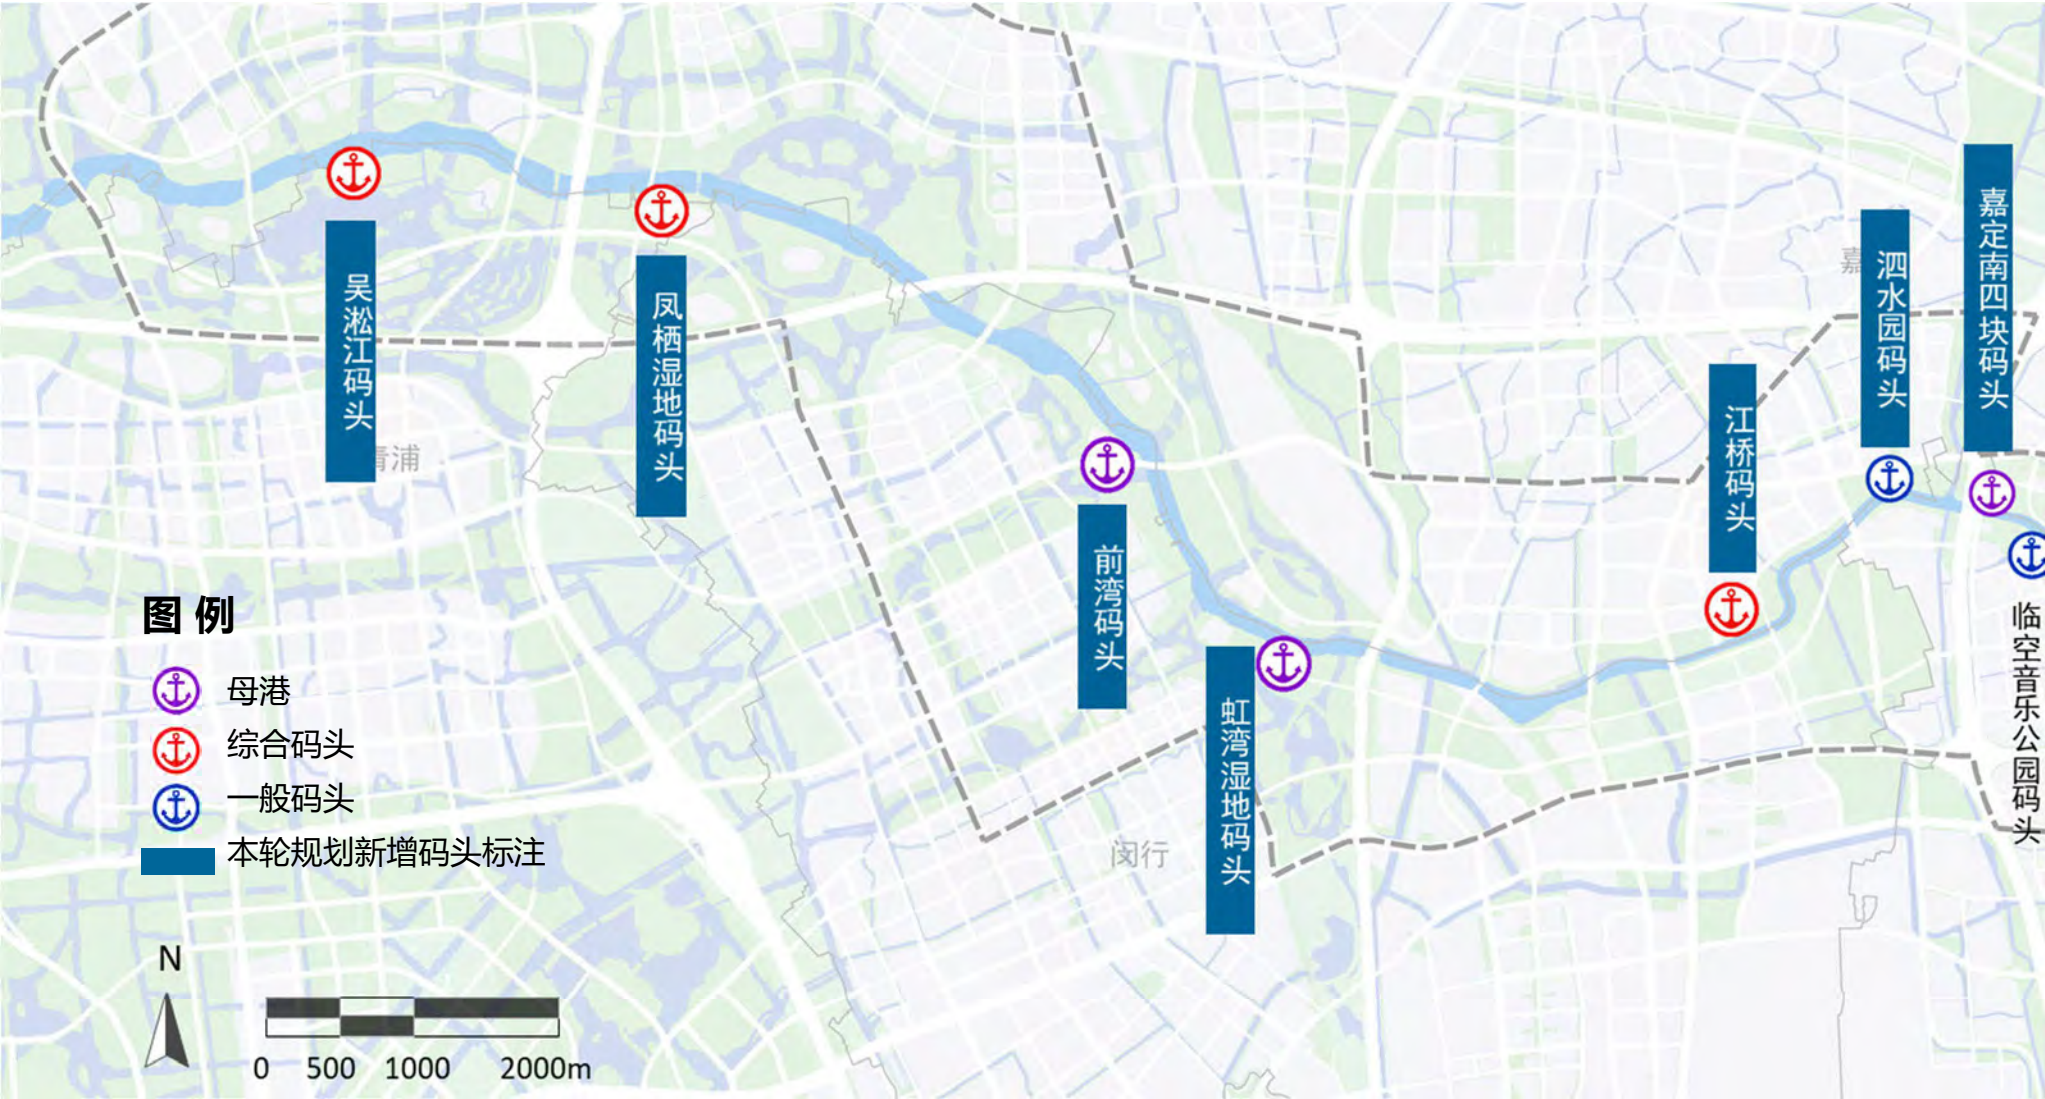 吴淞江码头
凤栖湿地码头
前湾码头
虹湾湿地码头
江桥码头
泗水园码头
嘉定南四块码头
临空音乐公园码头
嘉
青浦
闵行
图例
母港
综合码头
一般码头
本轮规划新增码头标注
N
0 500 1000 2000m